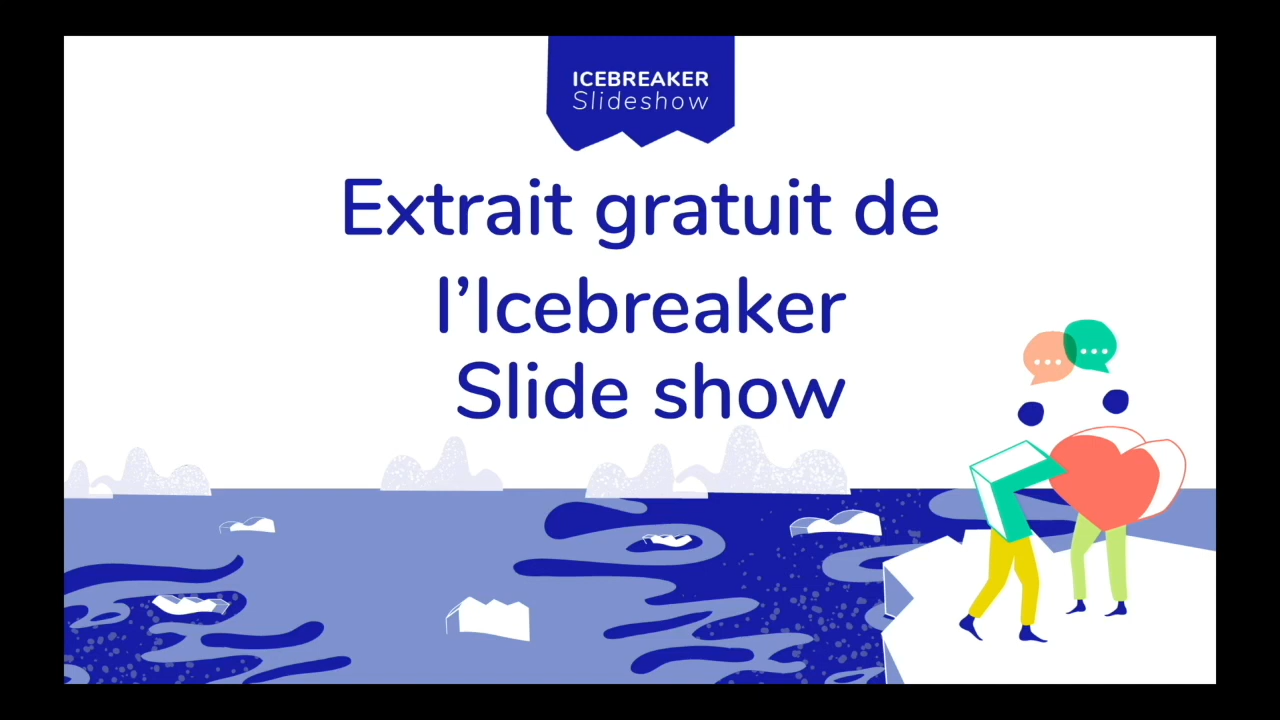 ICEBREAKER
Slideshow
Extrait gratuit de
l’Icebreaker
Slide show